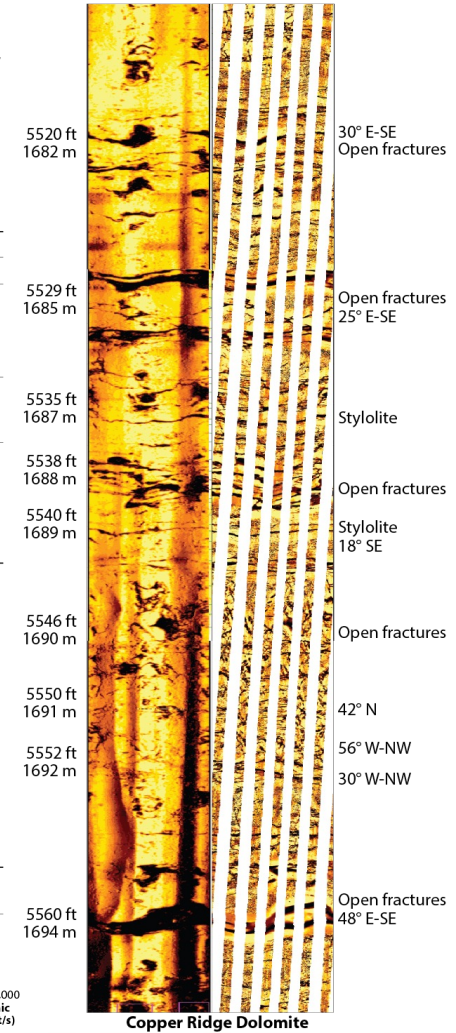 5520 ft
1682 m
30° E-SE
Open fractures
5529 ft
1685 m
Open fractures
25° E-SE
5535 ft
1687 m
Stylolite
5538 ft
1688 m
Open fractures
5540 ft
1689 m
Stylolite
18° SE
5546 ft
1690 m
Open fractures
5550 ft
1691 m
42° N
5552 ft
1692 m
56° W-NW
30° W-NW
5560 ft
1694 m
Open fractures
48° E-SE
Copper Ridge Dolomite